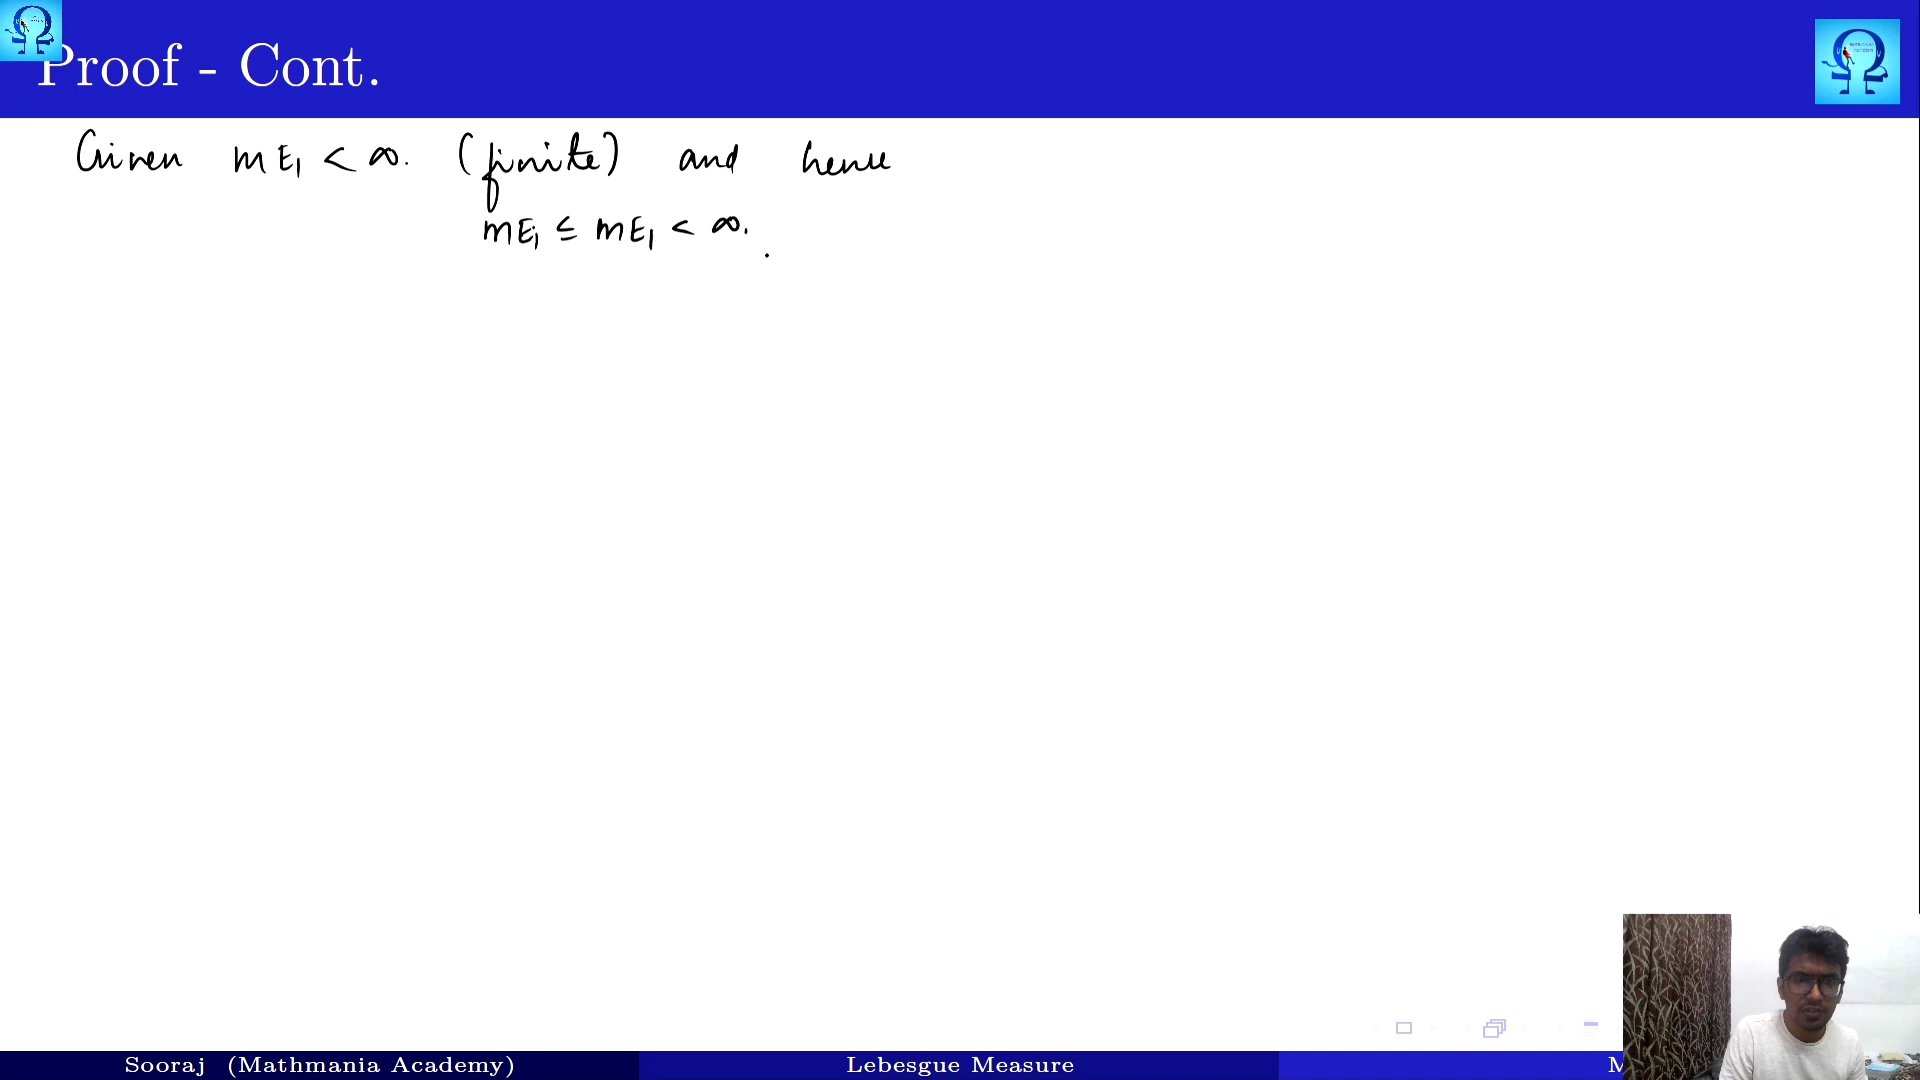 Proof - Cont.
Given mE₁ < ∞. (finite) and hence
mEᵢ ≤ mE₁ < ∞.
Sooraj (Mathmania Academy) Lebesgue Measure M